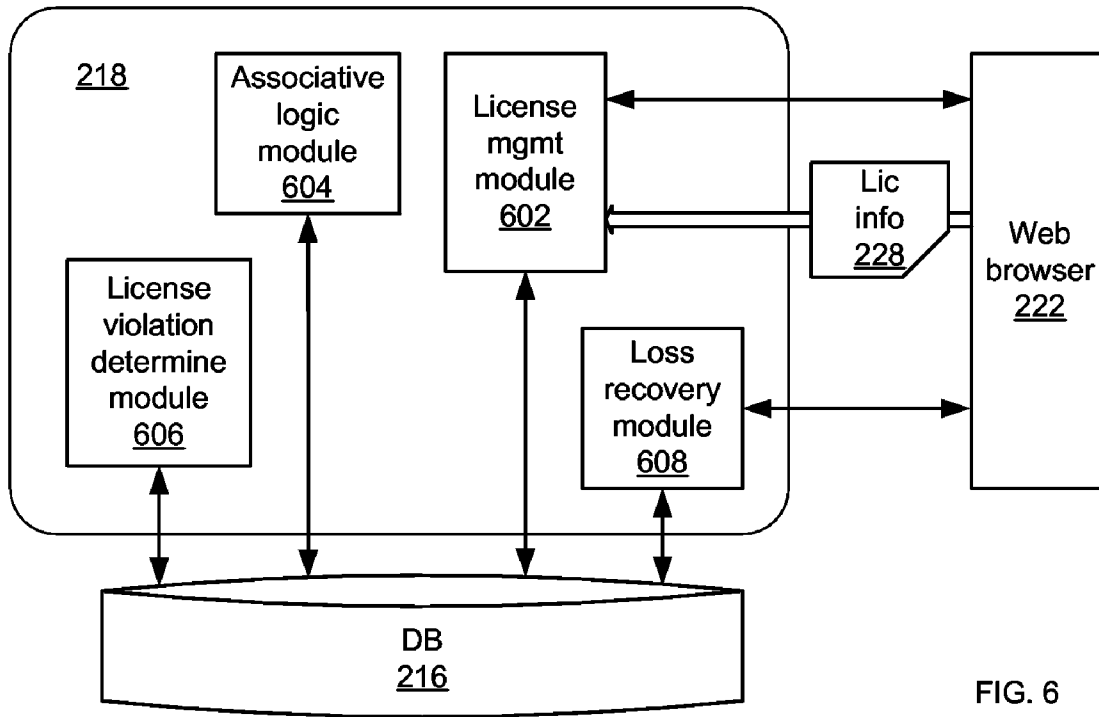 218
Associative
logic
module
604
License
mgmt
module
602
Lic
info
228
Web
browser
222
License
violation
determine
module
606
Loss
recovery
module
608
DB
216
FIG. 6